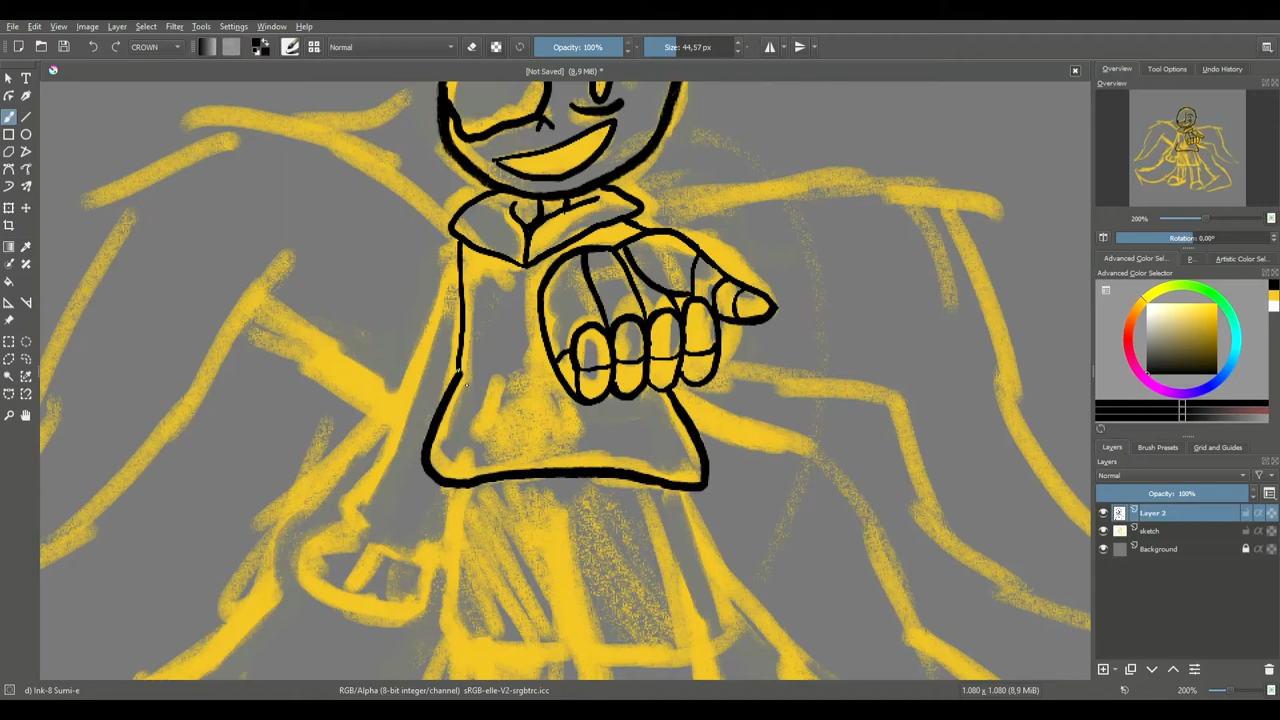 File Edit View Image Layer Select Filter Tools Settings Window Help
CROWN Normal Opacity: 100% Size: 44,57 px
[Not Saved] (8,9 MiB) *
Overview Tool Options Undo History
Overview
200%
Rotation: 0,00°
Advanced Color Sel... P... Artistic Color Sel...
Advanced Color Selector
Layers Brush Presets Grid and Guides
Layers
Normal
Opacity: 100%
Layer 2
sketch
Background
d) Ink-8 Sumi-e RGB/Alpha (8-bit integer/channel) sRGB-elle-V2-srgbtrc.icc 1.080 x 1.080 (8,9 MiB) 200%